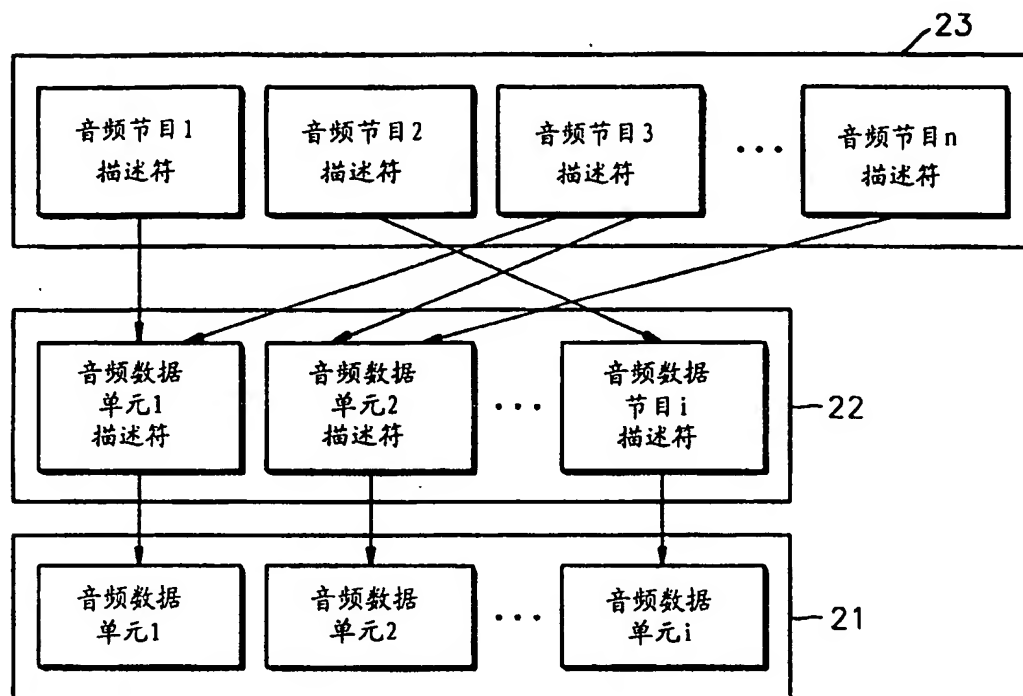 23
音频节目1
描述符
音频节目2
描述符
音频节目3
描述符
...
音频节目n
描述符
音频数据
单元1
描述符
音频数据
单元2
描述符
...
音频数据
节目i
描述符
22
音频数据
单元1
音频数据
单元2
...
音频数据
单元i
21